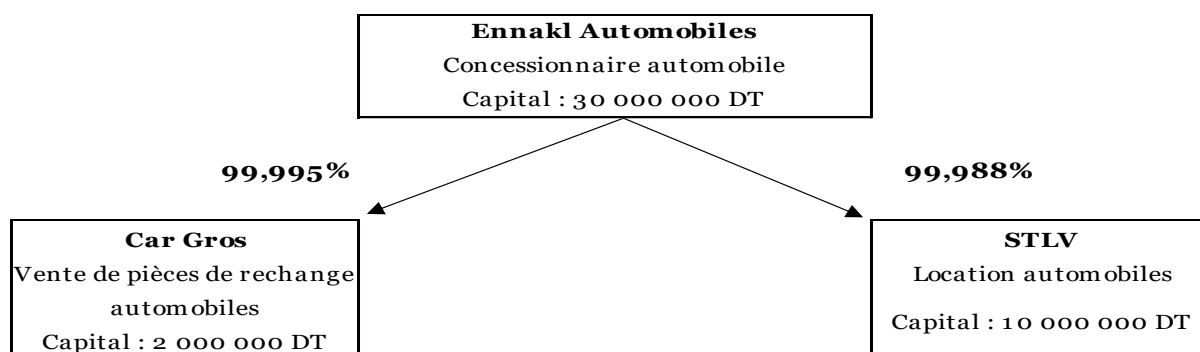 Ennakl Automobiles
Concessionnaire automobile
Capital : 30 000 000 DT
99,995%
99,988%
Car Gros
Vente de pièces de rechange
automobiles
Capital : 2 000 000 DT
STLV
Location automobiles
Capital : 10 000 000 DT